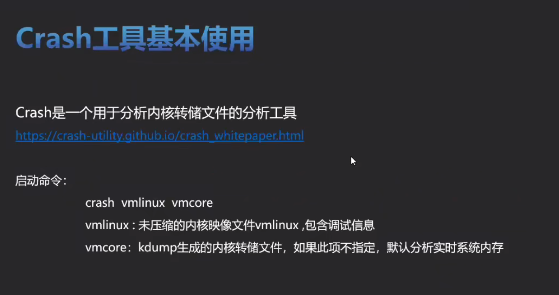 Crash工具基本使用
Crash是一个用于分析内核转储文件的分析工具
https://crash-utility.github.io/crash_whitepaper.html
启动命令：
crash vmlinux vmcore
vmlinux : 未压缩的内核映像文件vmlinux ,包含调试信息
vmcore：kdump生成的内核转储文件，如果此项不指定，默认分析实时系统内存